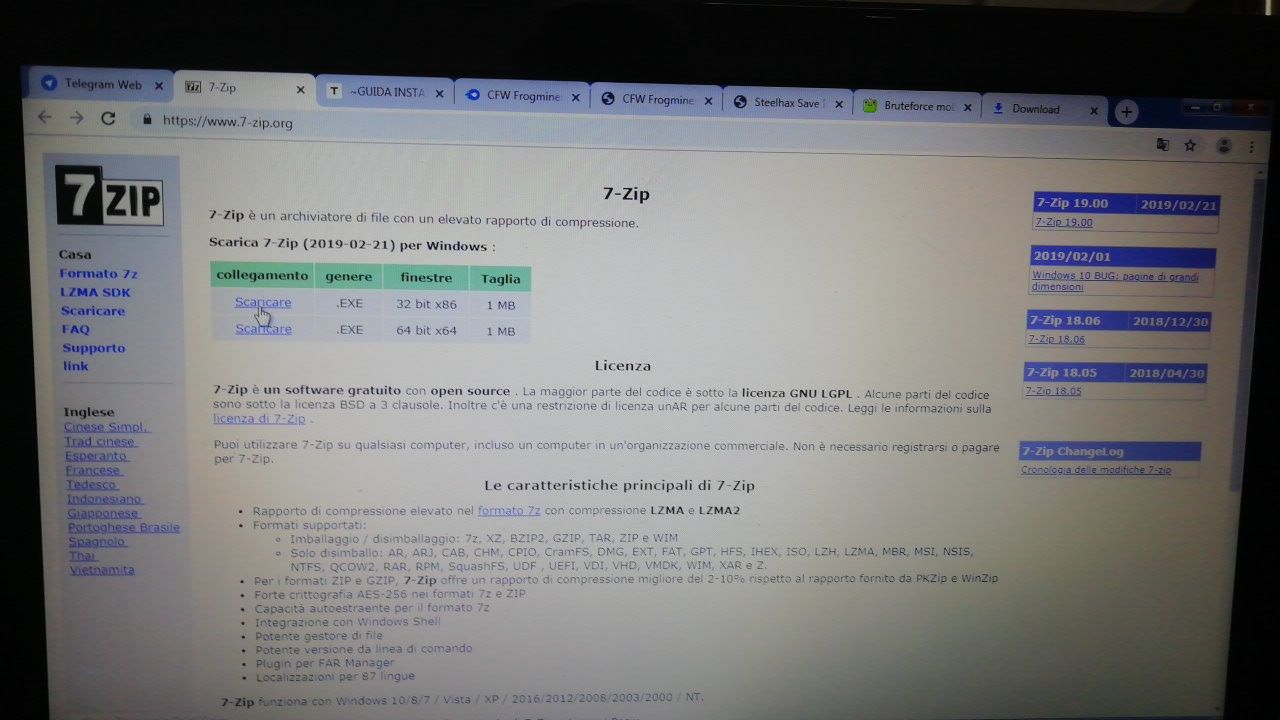 Telegram Web
7-Zip
~GUIDA INSTA
CFW Frogmine
CFW Frogmine
Steelhax Save
Bruteforce mo
Download
https://www.7-zip.org
7ZIP
Casa
Formato 7z
LZMA SDK
Scaricare
FAQ
Supporto
link
Inglese
Cinese Simpl.
Trad cinese
Esperanto
Francese
Tedesco
Indonesiano
Giapponese
Portoghese Brasile
Spagnolo
Thai
Vietnamita
7-Zip
7-Zip è un archiviatore di file con un elevato rapporto di compressione.
Scarica 7-Zip (2019-02-21) per Windows :
collegamento genere finestre Taglia
Scaricare .EXE 32 bit x86 1 MB
Scaricare .EXE 64 bit x64 1 MB
Licenza
7-Zip è un software gratuito con open source . La maggior parte del codice è sotto la licenza GNU LGPL . Alcune parti del codice
sono sotto la licenza BSD a 3 clausole. Inoltre c'è una restrizione di licenza unRAR per alcune parti del codice. Leggi le informazioni sulla
licenza di 7-Zip .
Puoi utilizzare 7-Zip su qualsiasi computer, incluso un computer in un'organizzazione commerciale. Non è necessario registrarsi o pagare
per 7-Zip.
Le caratteristiche principali di 7-Zip
• Rapporto di compressione elevato nel formato 7z con compressione LZMA e LZMA2
• Formati supportati:
◦ Imballaggio / disimballaggio: 7z, XZ, BZIP2, GZIP, TAR, ZIP e WIM
◦ Solo disimballo: AR, ARJ, CAB, CHM, CPIO, CramFS, DMG, EXT, FAT, GPT, HFS, IHEX, ISO, LZH, LZMA, MBR, MSI, NSIS,
NTFS, QCOW2, RAR, RPM, SquashFS, UDF , UEFI, VDI, VHD, VMDK, WIM, XAR e Z.
• Per i formati ZIP e GZIP, 7-Zip offre un rapporto di compressione migliore del 2-10% rispetto al rapporto fornito da PKZip e WinZip
• Forte crittografia AES-256 nei formati 7z e ZIP
• Capacità autoestraente per il formato 7z
• Integrazione con Windows Shell
• Potente gestore di file
• Potente versione da linea di comando
• Plugin per FAR Manager
• Localizzazioni per 87 lingue
7-Zip funziona con Windows 10/8/7 / Vista / XP / 2016/2012/2008/2003/2000 / NT.
7-Zip 19.00 2019/02/21
7-Zip 19.00
2019/02/01
Windows 10 BUG: pagine di grandi
dimensioni
7-Zip 18.06 2018/12/30
7-Zip 18.06
7-Zip 18.05 2018/04/30
7-Zip 18.05
7-Zip ChangeLog
Cronologia delle modifiche 7-zip